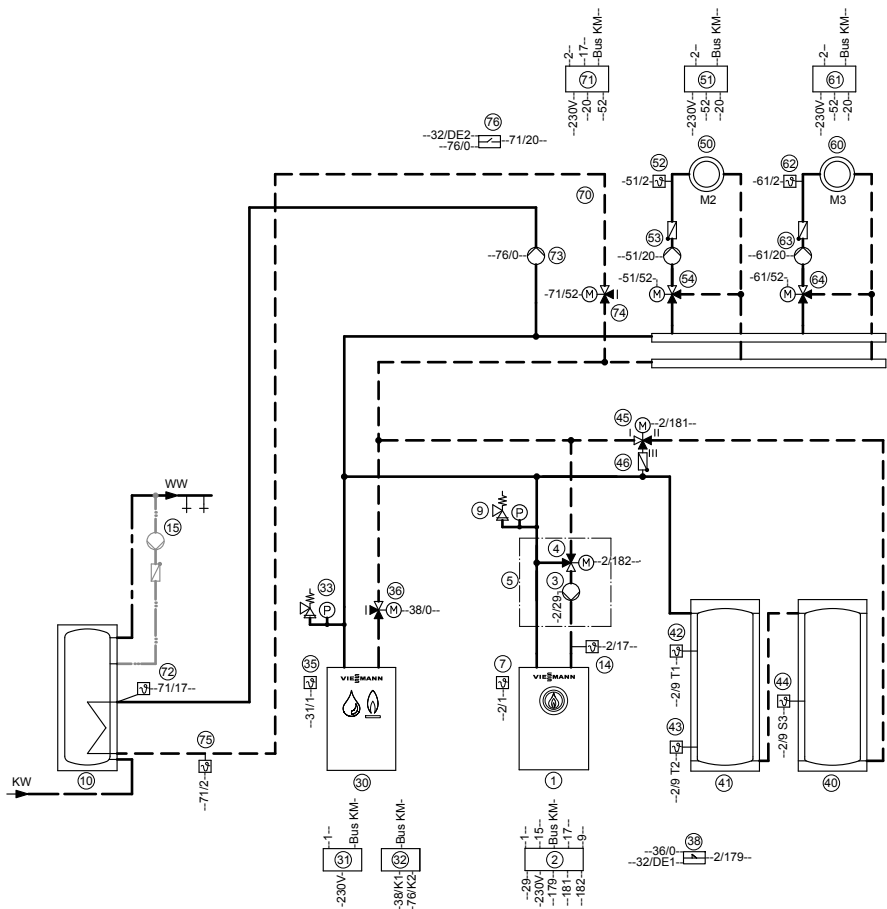 --2--
--17--
--Bus KM--
71
--230V--
--20--
--52--
--2--
--Bus KM--
51
--230V--
--52--
--20--
--2--
--Bus KM--
61
--230V--
--52--
--20--
76
--32/DE2--
--76/0--
--71/20--
50
M2
60
M3
52
-51/2-
62
-61/2-
70
53
63
--76/0--
73
--51/20--
--61/20--
-51/52-
M
54
-61/52-
M
64
-71/52-
M
I
74
45
M
--2/181--
I
II
III
46
WW
15
9
P
4
M
--2/182--
5
3
--2/29--
33
P
36
I
M
--38/0--
35
--31/1--
VIESMANN
7
--2/1--
--2/17--
14
VIESMANN
42
--2/9 T1--
43
--2/9 T2--
44
--2/9 S3--
72
--71/17--
75
--71/2--
KW
10
30
1
41
40
--1--
--Bus KM-
31
--230V-
--Bus KM-
32
--38/K1-
--76/K2-
--1--
--15--
--Bus KM-
--17--
--9--
2
--29-
--230V-
--179-
--181-
--182-
38
--36/0--
--32/DE1--
--2/179--